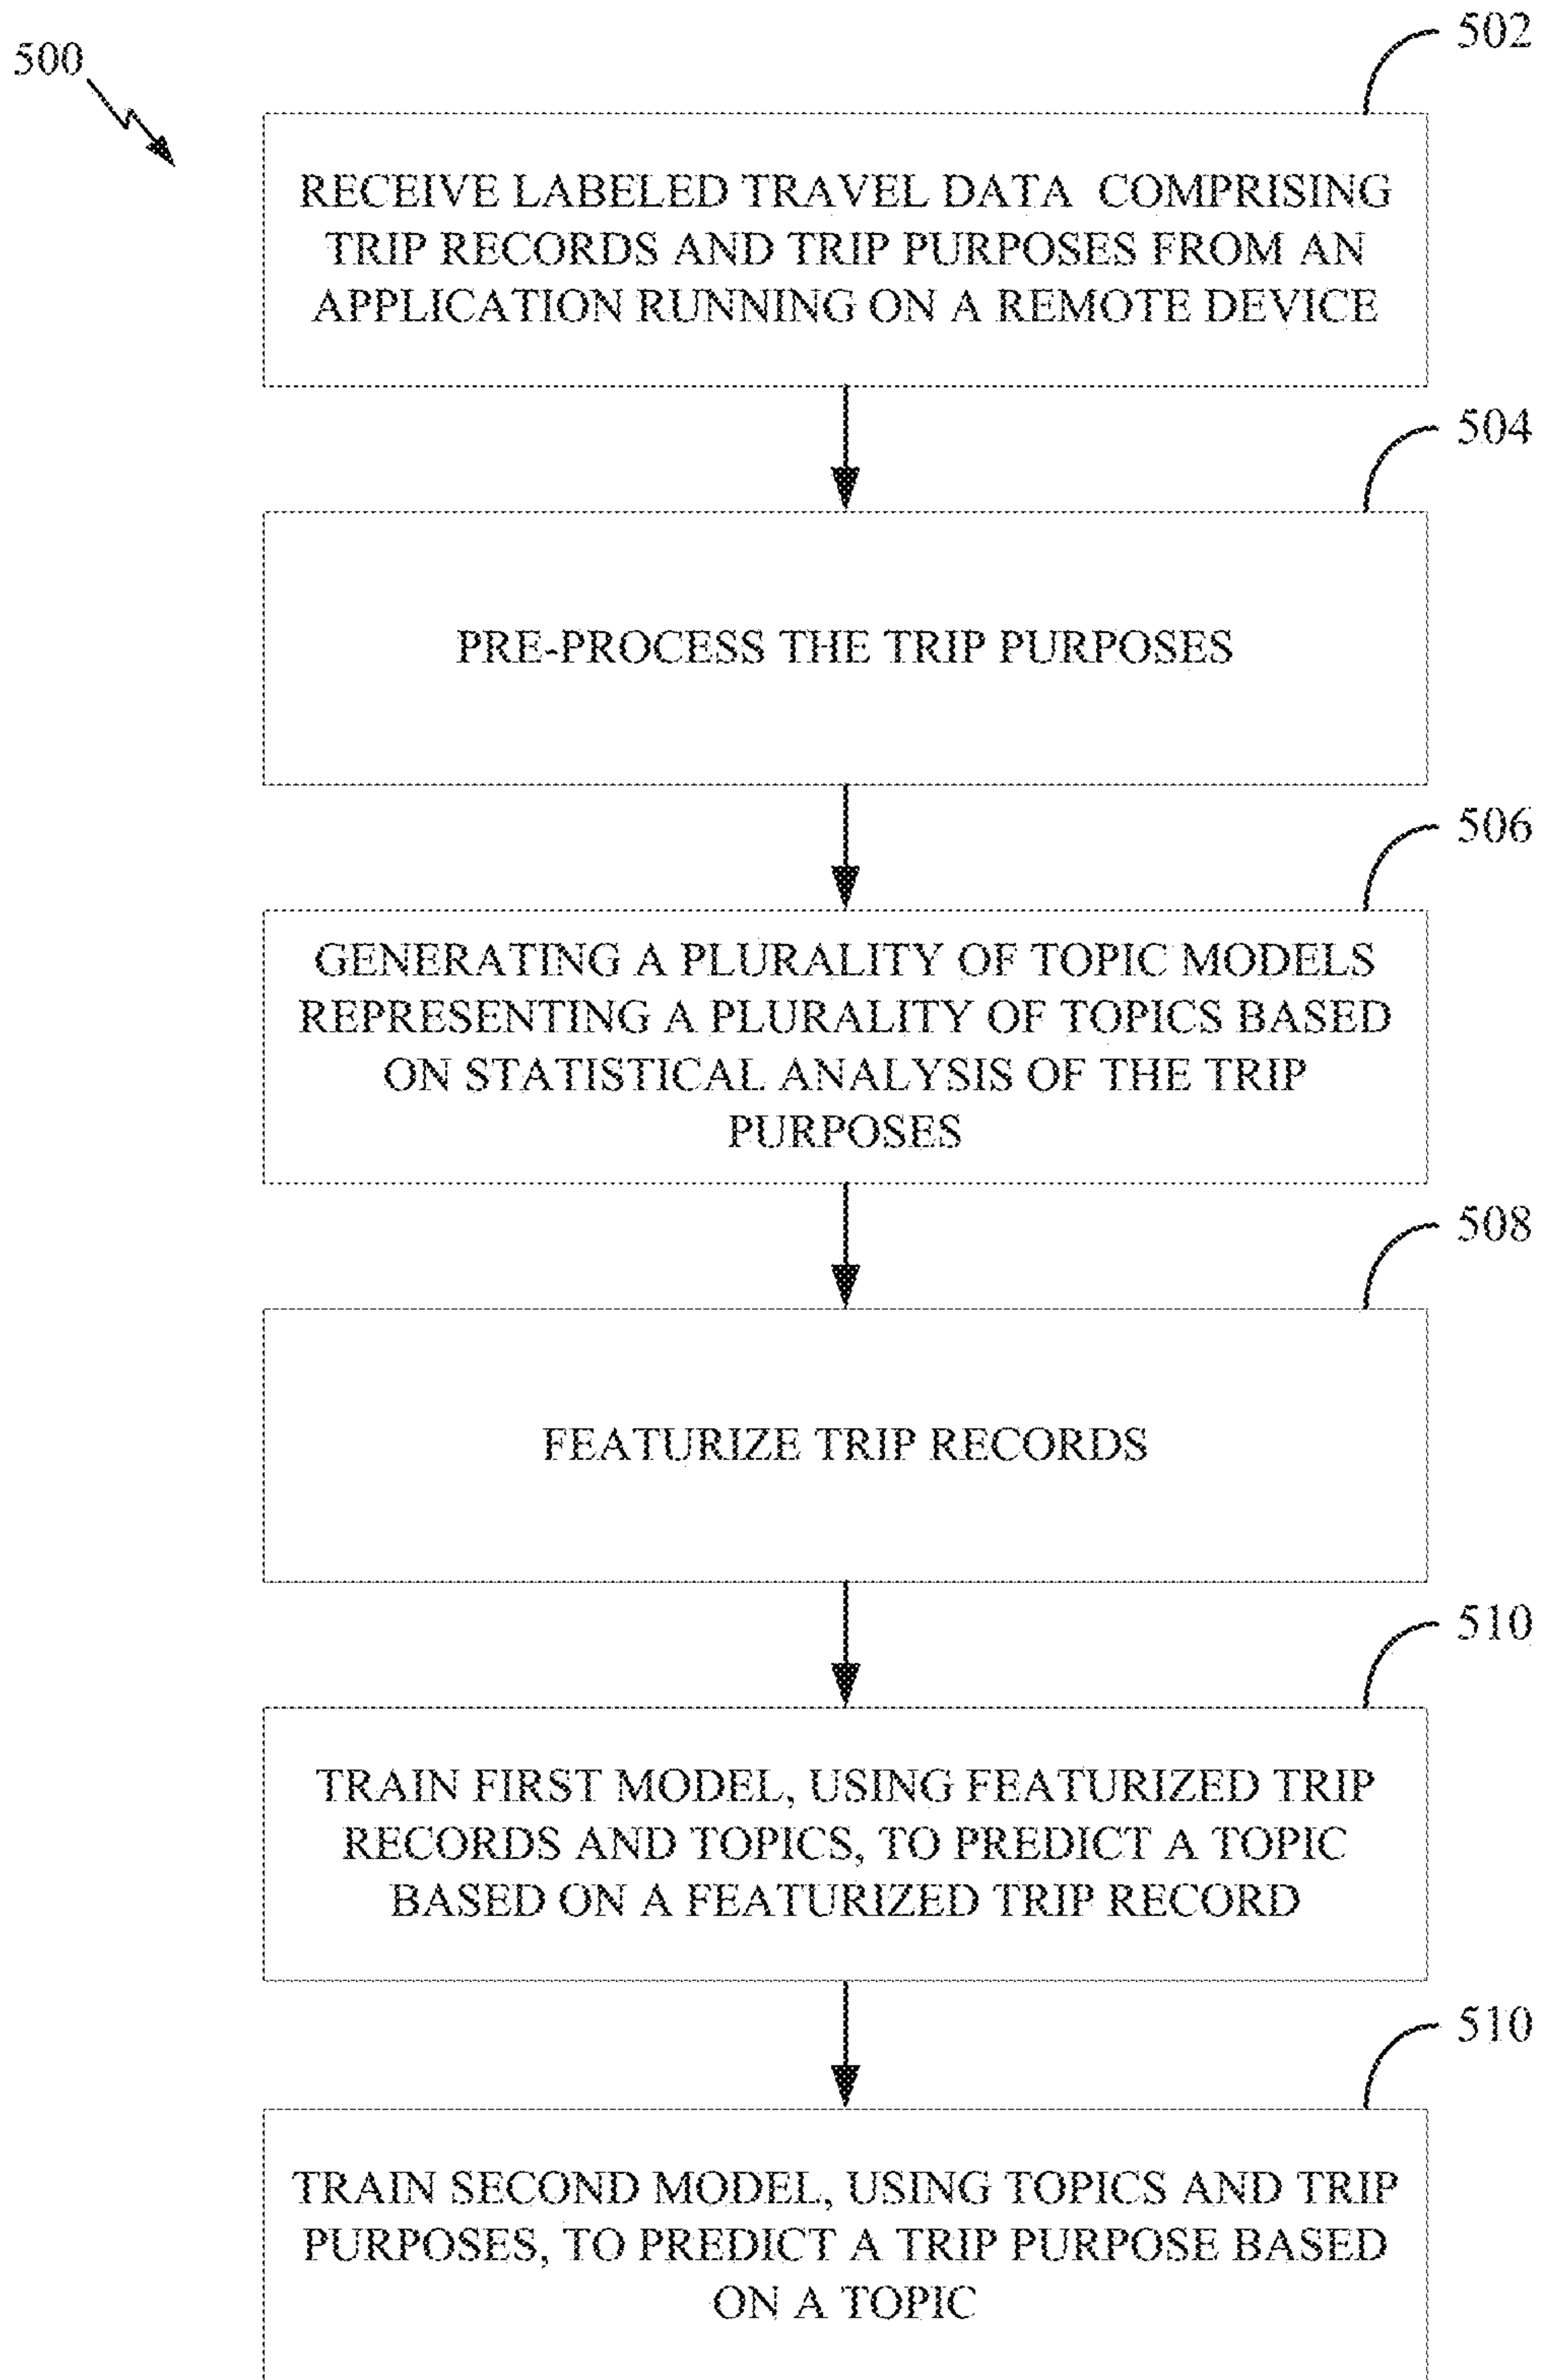 500
502
RECEIVE LABELED TRAVEL DATA COMPRISING
TRIP RECORDS AND TRIP PURPOSES FROM AN
APPLICATION RUNNING ON A REMOTE DEVICE
504
PRE-PROCESS THE TRIP PURPOSES
506
GENERATING A PLURALITY OF TOPIC MODELS
REPRESENTING A PLURALITY OF TOPICS BASED
ON STATISTICAL ANALYSIS OF THE TRIP
PURPOSES
508
FEATURIZE TRIP RECORDS
510
TRAIN FIRST MODEL, USING FEATURIZED TRIP
RECORDS AND TOPICS, TO PREDICT A TOPIC
BASED ON A FEATURIZED TRIP RECORD
510
TRAIN SECOND MODEL, USING TOPICS AND TRIP
PURPOSES, TO PREDICT A TRIP PURPOSE BASED
ON A TOPIC